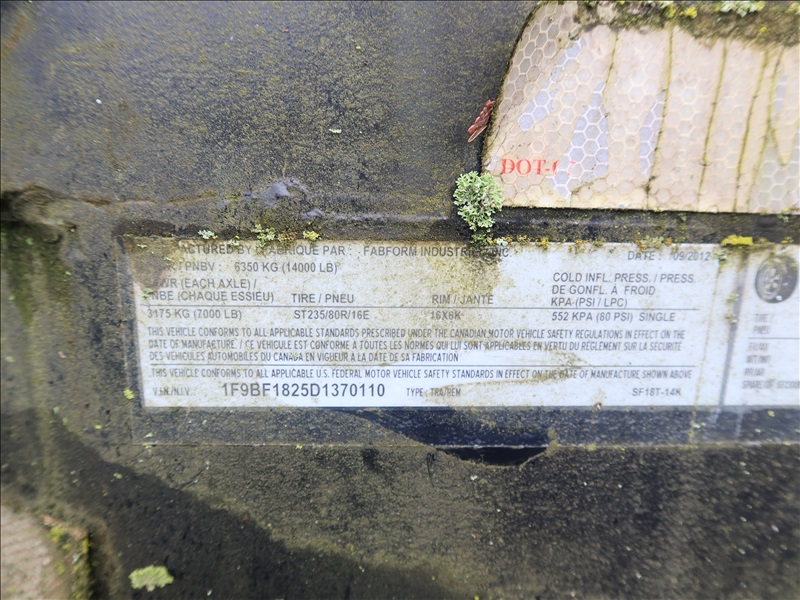 DOT-C
FABRIQUE PAR : FABFORM INDUSTRIES INC. DATE : 09/2012
PNBV : 6350 KG (14000 LB)
(EACH AXLE) / COLD INFL. PRESS. / PRESS.
(CHAQUE ESSIEU) TIRE / PNEU RIM / JANTE DE GONFL. À FROID
KPA (PSI / LPC)
3175 KG (7000 LB) ST235/80R/16E 16X6K 552 KPA (80 PSI) SINGLE
THIS VEHICLE CONFORMS TO ALL APPLICABLE STANDARDS PRESCRIBED UNDER THE CANADIAN MOTOR VEHICLE SAFETY REGULATIONS IN EFFECT ON THE
DATE OF MANUFACTURE / CE VÉHICULE EST CONFORME À TOUTES LES NORMES QUI LUI SONT APPLICABLES EN VERTU DU RÈGLEMENT SUR LA SÉCURITÉ
DES VÉHICULES AUTOMOBILES DU CANADA EN VIGUEUR À LA DATE DE SA FABRICATION
THIS VEHICLE CONFORMS TO ALL APPLICABLE U.S. FEDERAL MOTOR VEHICLE SAFETY STANDARDS IN EFFECT ON THE DATE OF MANUFACTURE SHOWN ABOVE
V.I.N./N.I.V. 1F9BF1825D1370110 TYPE : TRA/REM SF18T-14K